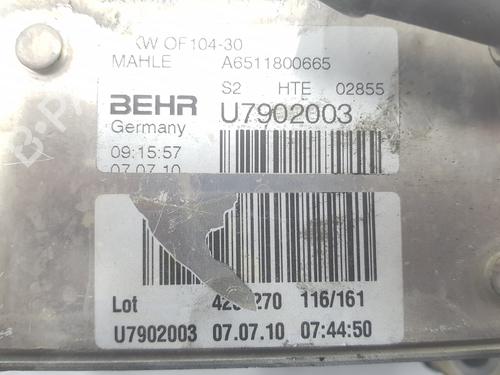 KW OF104-30
MAHLE A6511800665
S2 HTE 02855
BEHR U7902003
Germany
09:15:57
07.07.10
Lot 116/161
U7902003 07.07.10 07:44:50